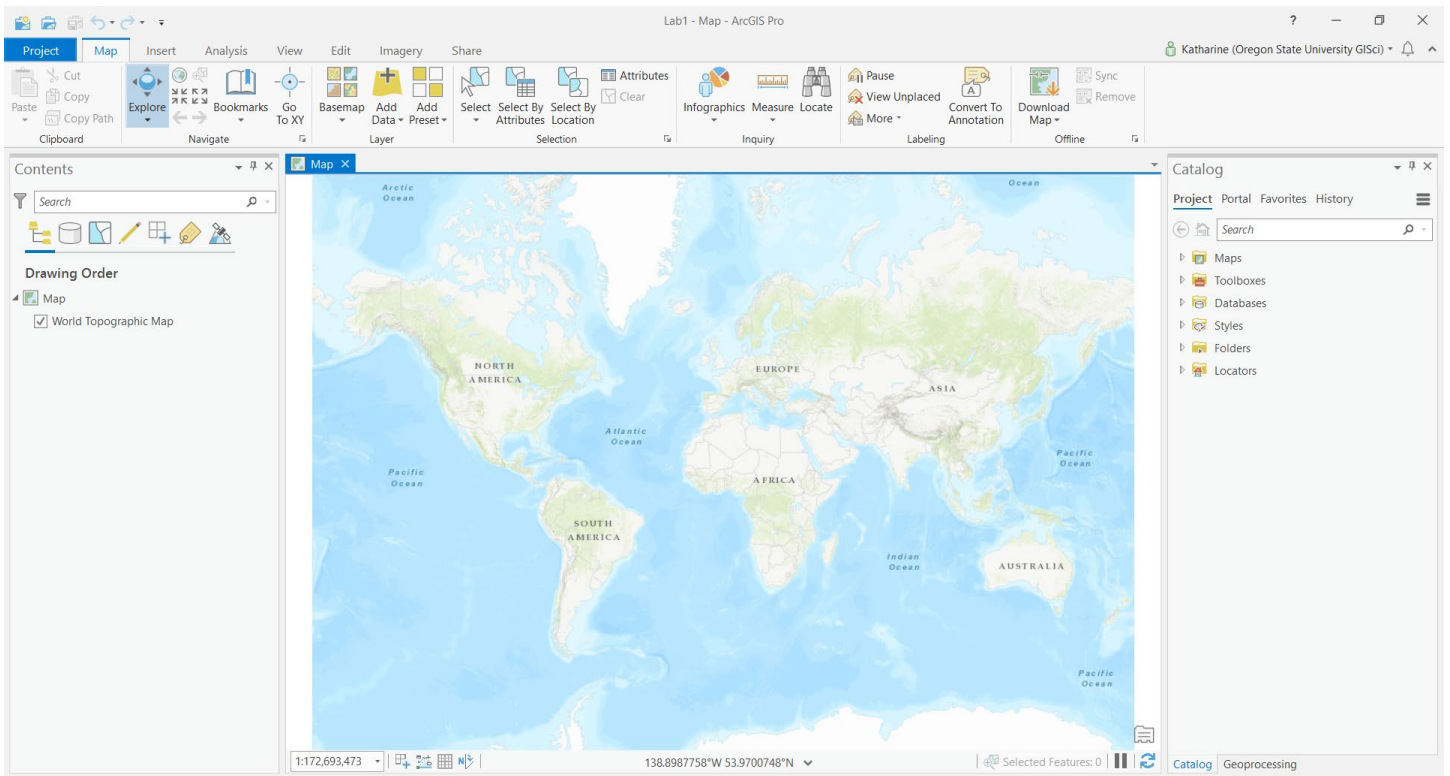 Lab1 - Map - ArcGIS Pro
?
Project Map Insert Analysis View Edit Imagery Share
Katharine (Oregon State University GISci)
Paste
Cut
Copy
Copy Path
Clipboard
Explore
Bookmarks
Go To XY
Navigate
Basemap
Add Data
Add Preset
Layer
Select
Select By Attributes
Select By Location
Attributes
Clear
Selection
Infographics
Measure
Locate
Inquiry
Pause
View Unplaced
More
Convert To Annotation
Labeling
Download Map
Sync
Remove
Offline
Contents
Search
Drawing Order
Map
World Topographic Map
Map
Arctic
Ocean
Ocean
NORTH
AMERICA
EUROPE
ASIA
Atlantic
Ocean
Pacific
Ocean
Pacific
Ocean
AFRICA
SOUTH
AMERICA
Indian
Ocean
AUSTRALIA
Pacific
Ocean
1:172,693,473
N
138.8987758°W 53.9700748°N
Selected Features: 0
Catalog
Project Portal Favorites History
Search
Maps
Toolboxes
Databases
Styles
Folders
Locators
Catalog Geoprocessing